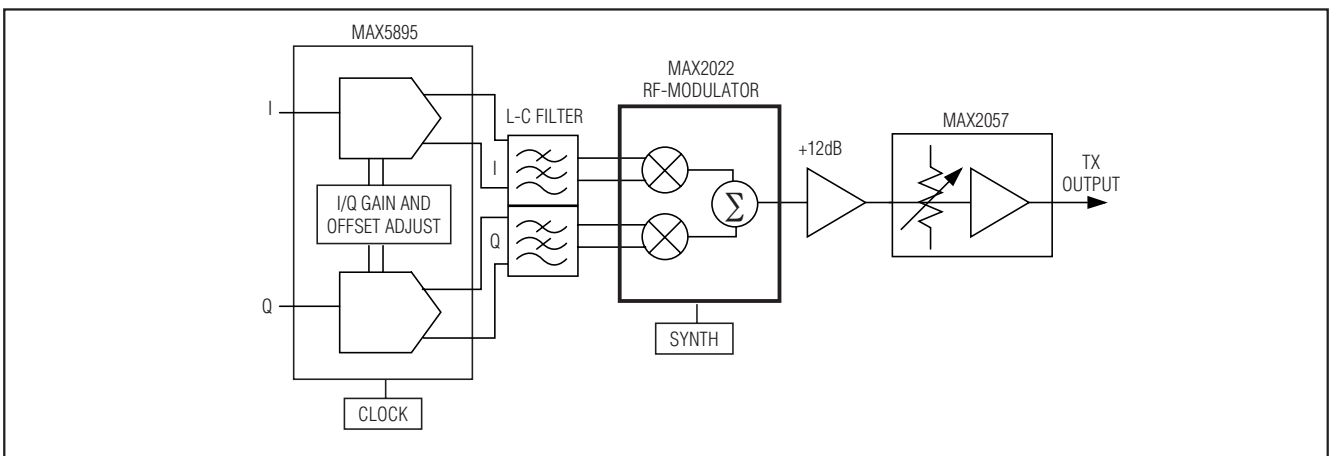 MAX5895
I
L-C FILTER
I
MAX2022
RF-MODULATOR
+12dB
MAX2057
TX
OUTPUT
I/Q GAIN AND
OFFSET ADJUST
Σ
Q
Q
SYNTH
CLOCK